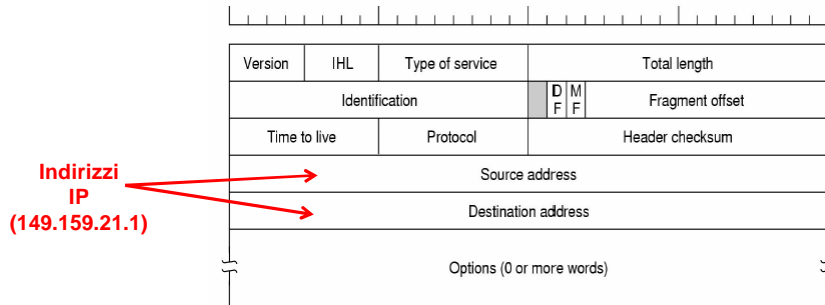 Version IHL Type of service Total length
Identification D F M F Fragment offset
Time to live Protocol Header checksum
Source address
Destination address
Options (0 or more words)
Indirizzi
IP
(149.159.21.1)